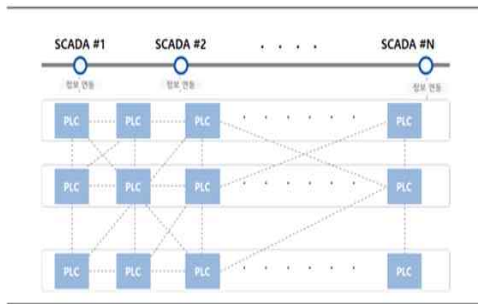 SCADA #1 SCADA #2 . . . . SCADA #N
정보 연동 정보 연동 정보 연동
PLC PLC PLC . . . . . . PLC
PLC PLC PLC . . . . . . PLC
PLC PLC PLC . . . . . . PLC